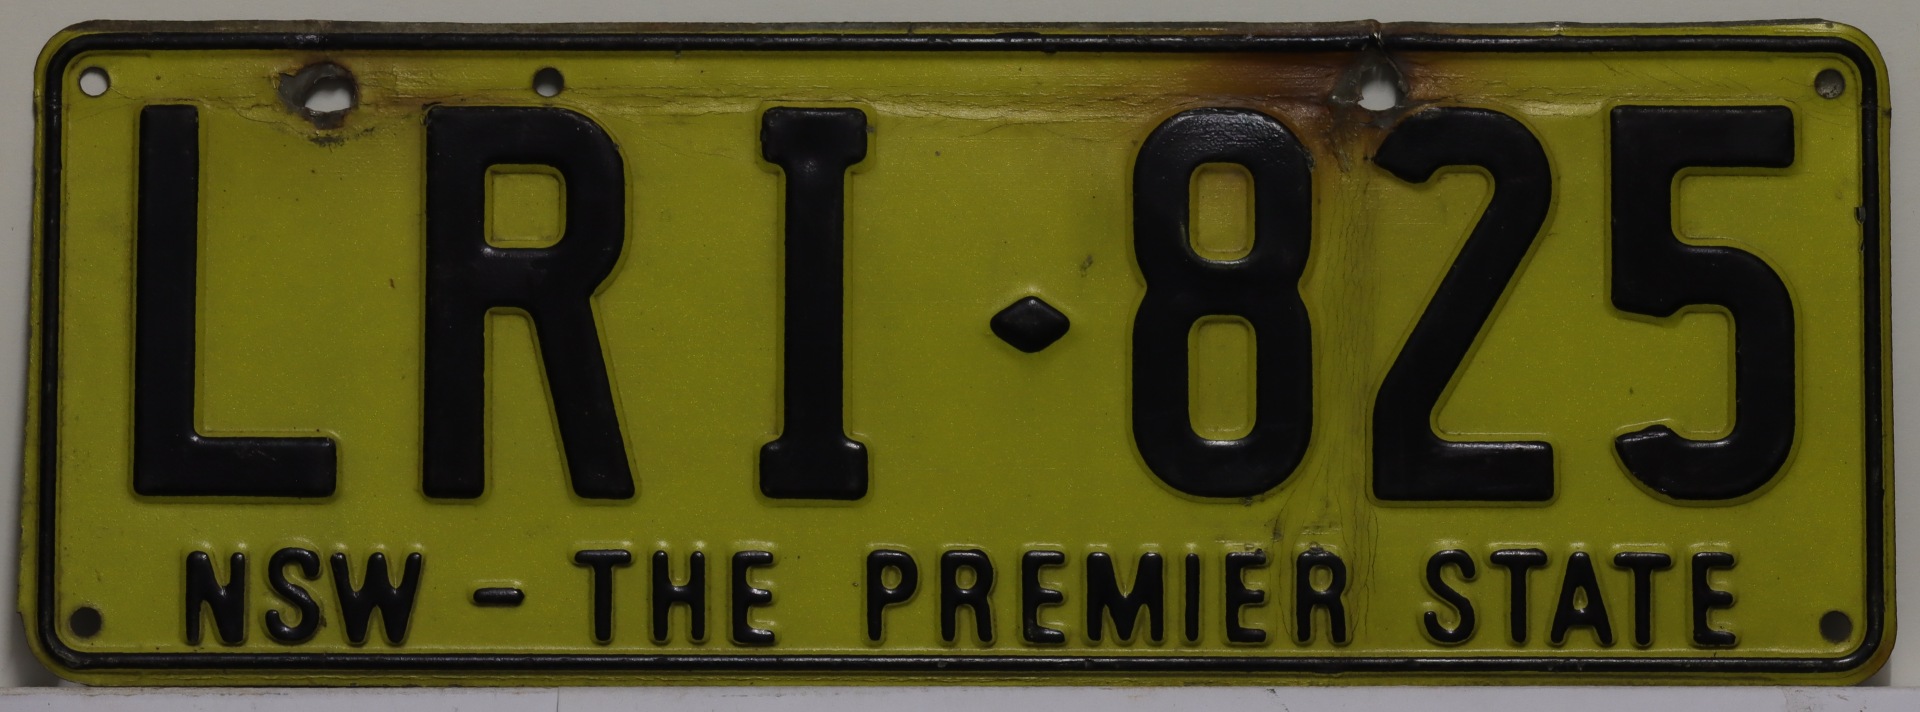 LRI·825
NSW - THE PREMIER STATE